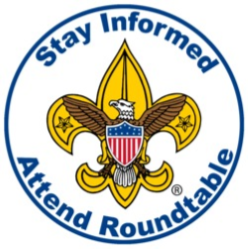 Stay Informed
Attend Roundtable
®